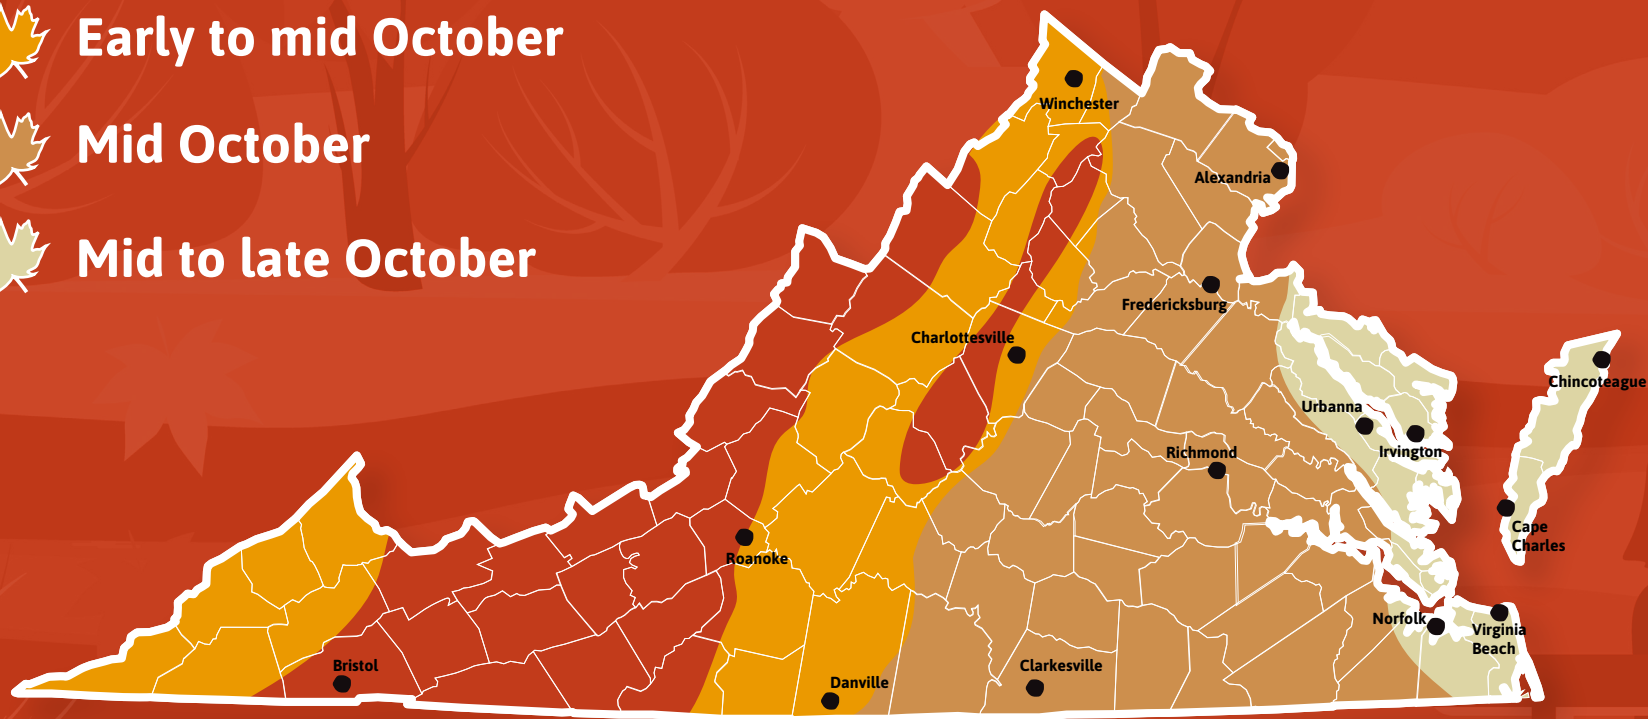 Early to mid October
Mid October
Mid to late October
Winchester
Alexandria
Fredericksburg
Charlottesville
Chincoteague
Urbanna
Irvington
Richmond
Cape
Charles
Roanoke
Norfolk
Virginia
Beach
Bristol
Clarkesville
Danville